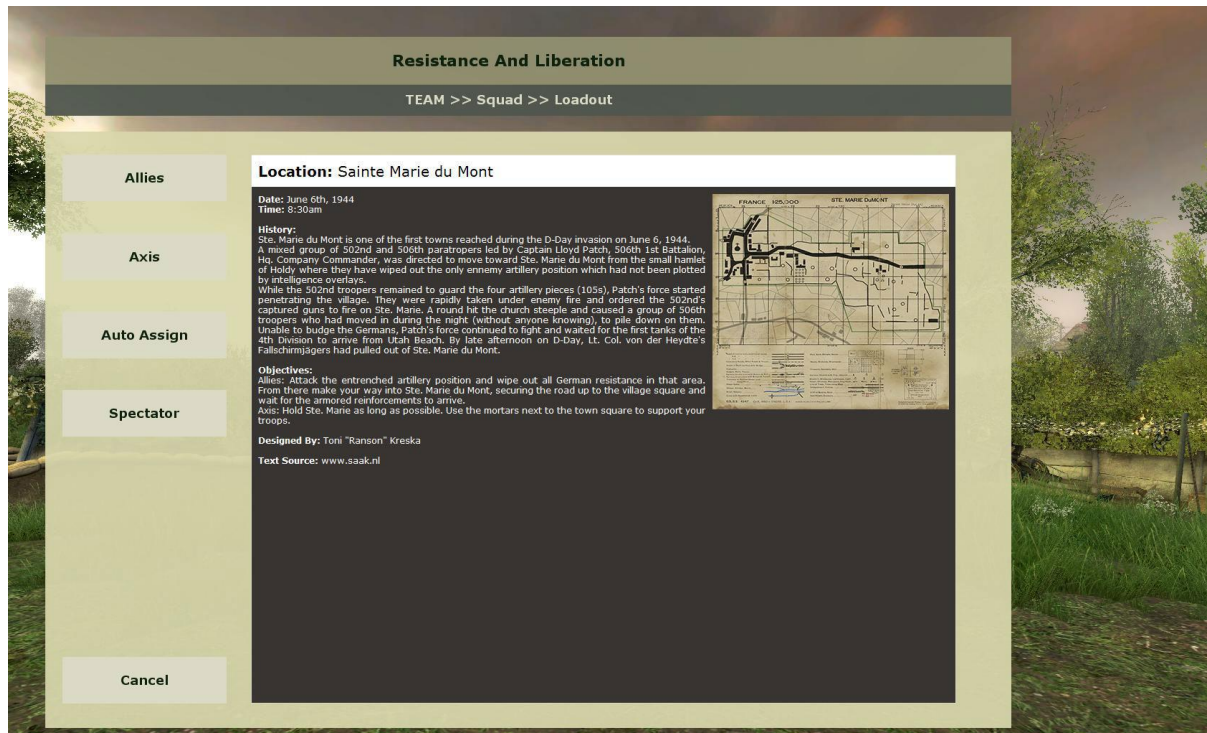 Resistance And Liberation
TEAM >> Squad >> Loadout
Allies
Axis
Auto Assign
Spectator
Cancel
Location: Sainte Marie du Mont
Date: June 6th, 1944
Time: 8:30am
History:
Ste. Marie du Mont is one of the first towns reached during the D-Day invasion on June 6, 1944.
A mixed group of 502nd and 506th paratropers led by Captain Lloyd Patch, 506th 1st Battalion,
Hq. Company Commander, was directed to move toward Ste. Marie du Mont from the small hamlet
of Holdy where they have wiped out the only ennemy artillery position which had not been plotted
by intelligence overlays.
While the 502nd troopers remained to guard the four artillery pieces (105s), Patch's force started
penetrating the village. They were rapidly taken under enemy fire and ordered the 502nd's
captured guns to fire on Ste. Marie. A round hit the church steeple and caused a group of 506th
troopers who had moved in during the night (without anyone knowing), to pile down on them.
Unable to budge the Germans, Patch's force continued to fight and waited for the first tanks of the
4th Division to arrive from Utah Beach. By late afternoon on D-Day, Lt. Col. von der Heydte's
Fallschirmjägers had pulled out of Ste. Marie du Mont.
Objectives:
Allies: Attack the entrenched artillery position and wipe out all German resistance in that area.
From there make your way into Ste. Marie du Mont, securing the road up to the village square and
wait for the armored reinforcements to arrive.
Axis: Hold Ste. Marie as long as possible. Use the mortars next to the town square to support your
troops.
Designed By: Toni "Ranson" Kreska
Text Source: www.saak.nl
FRANCE 1:25,000
STE. MARIE DuMONT